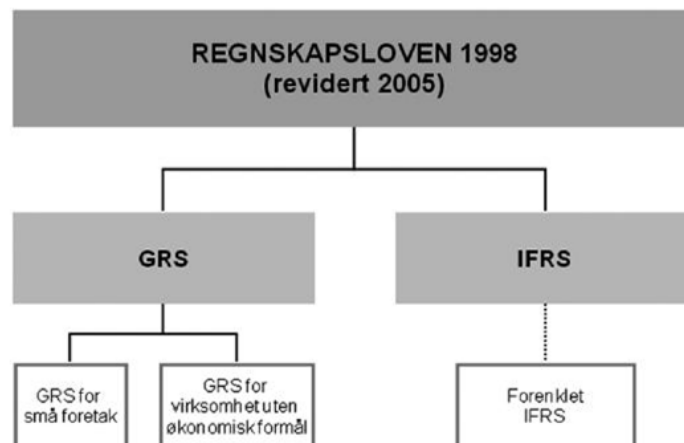 REGNSKAPSLOVEN 1998
(revidert 2005)
GRS
IFRS
GRS for
små foretak
GRS for
virksomhet uten
økonomisk formål
Forenklet
IFRS